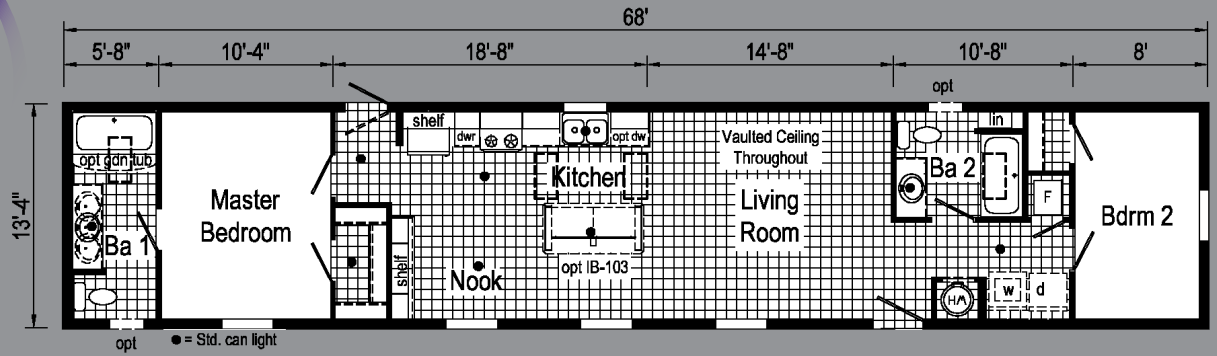 68'
5'-8" 10'-4" 18'-8" 14'-8" 10'-8" 8'
opt
13'-4"
shelf
dwr
opt dw
lin
opt gdn tub
Vaulted Ceiling
Throughout
Ba 2
Kitchen
F
Master
Bedroom
Living
Room
Bdrm 2
Ba 1
shelf
Nook
opt IB-103
HW
w d
opt
● = Std. can light